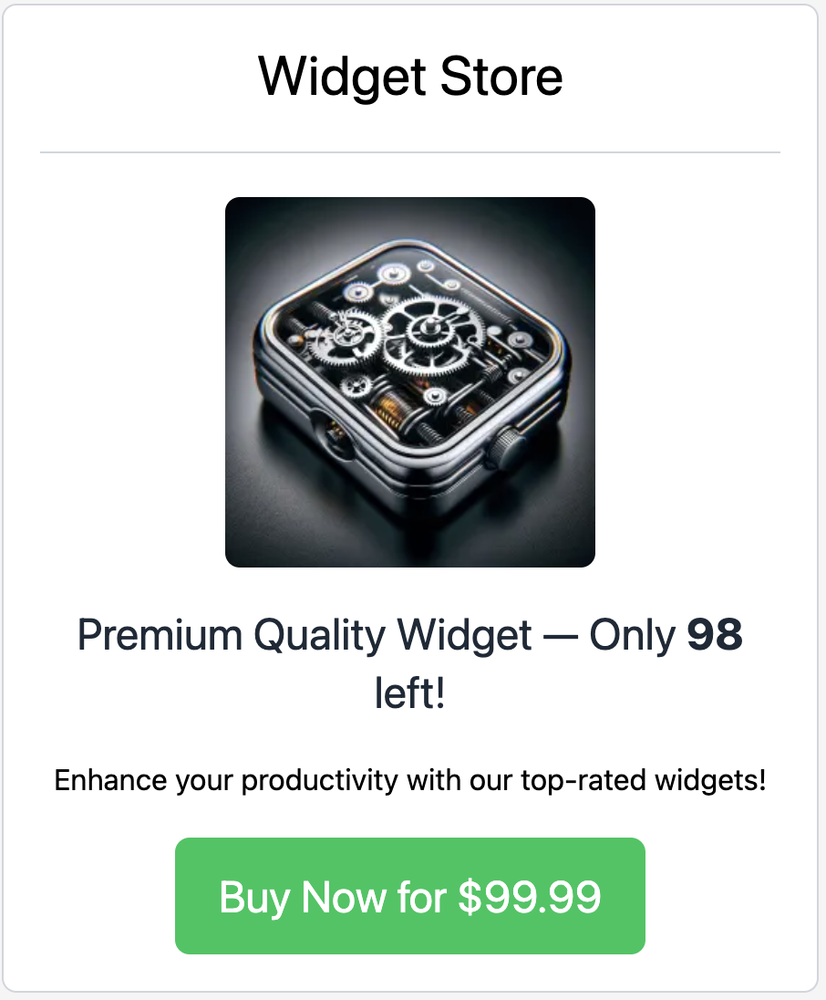 Widget Store
Premium Quality Widget — Only 98
left!
Enhance your productivity with our top-rated widgets!
Buy Now for $99.99